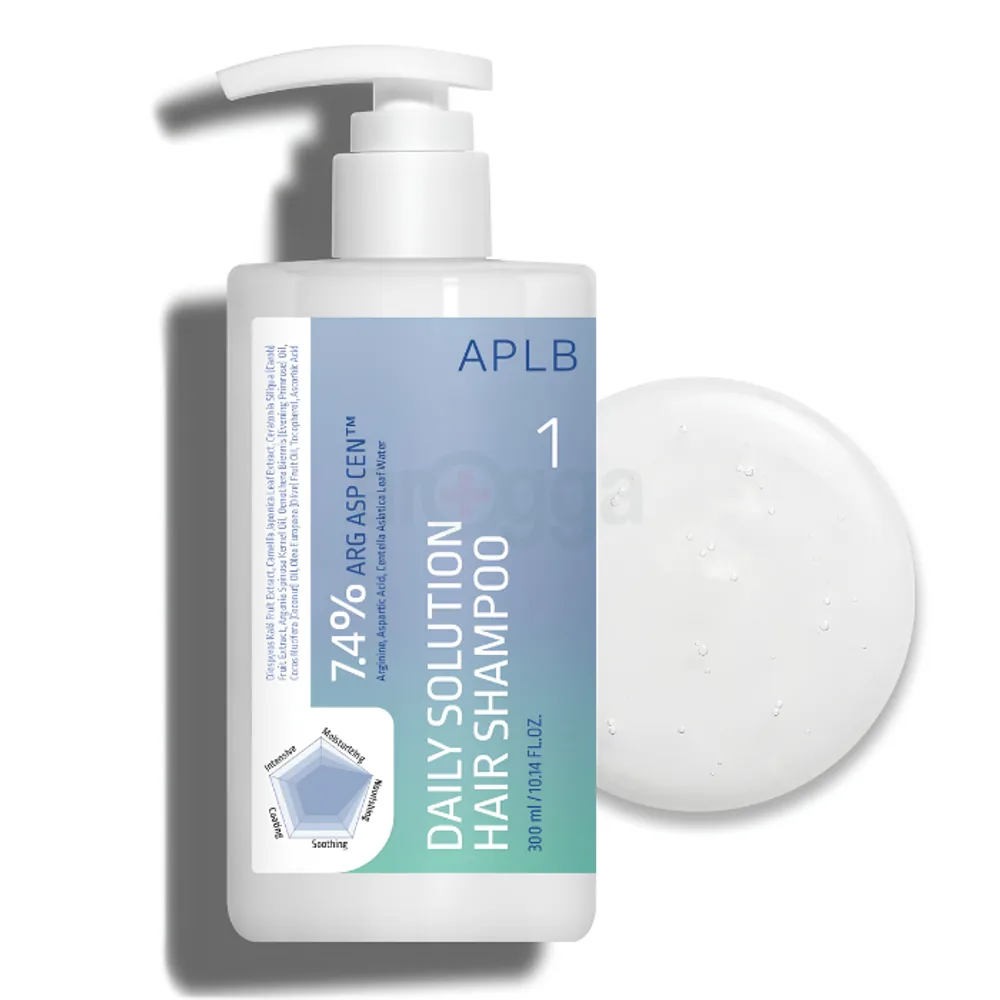 APLB
1
7.4% ARG ASP CEN™
Arginine, Aspartic Acid, Centella Asiatica Leaf Water
DAILY SOLUTION
HAIR SHAMPOO
300 ml / 10.14 FL.OZ.
Diospyros Kaki Fruit Extract, Camellia Japonica Leaf Extract, Ceratonia Siliqua (Carob)
Fruit Extract, Argania Spinosa Kernel Oil, Oenothera Biennis (Evening Primrose) Oil,
Cocos Nucifera (Coconut) Oil, Olea Europaea (Olive) Fruit Oil, Tocopherol, Ascorbic Acid
Intensive
Moisturizing
Nourishing
Soothing